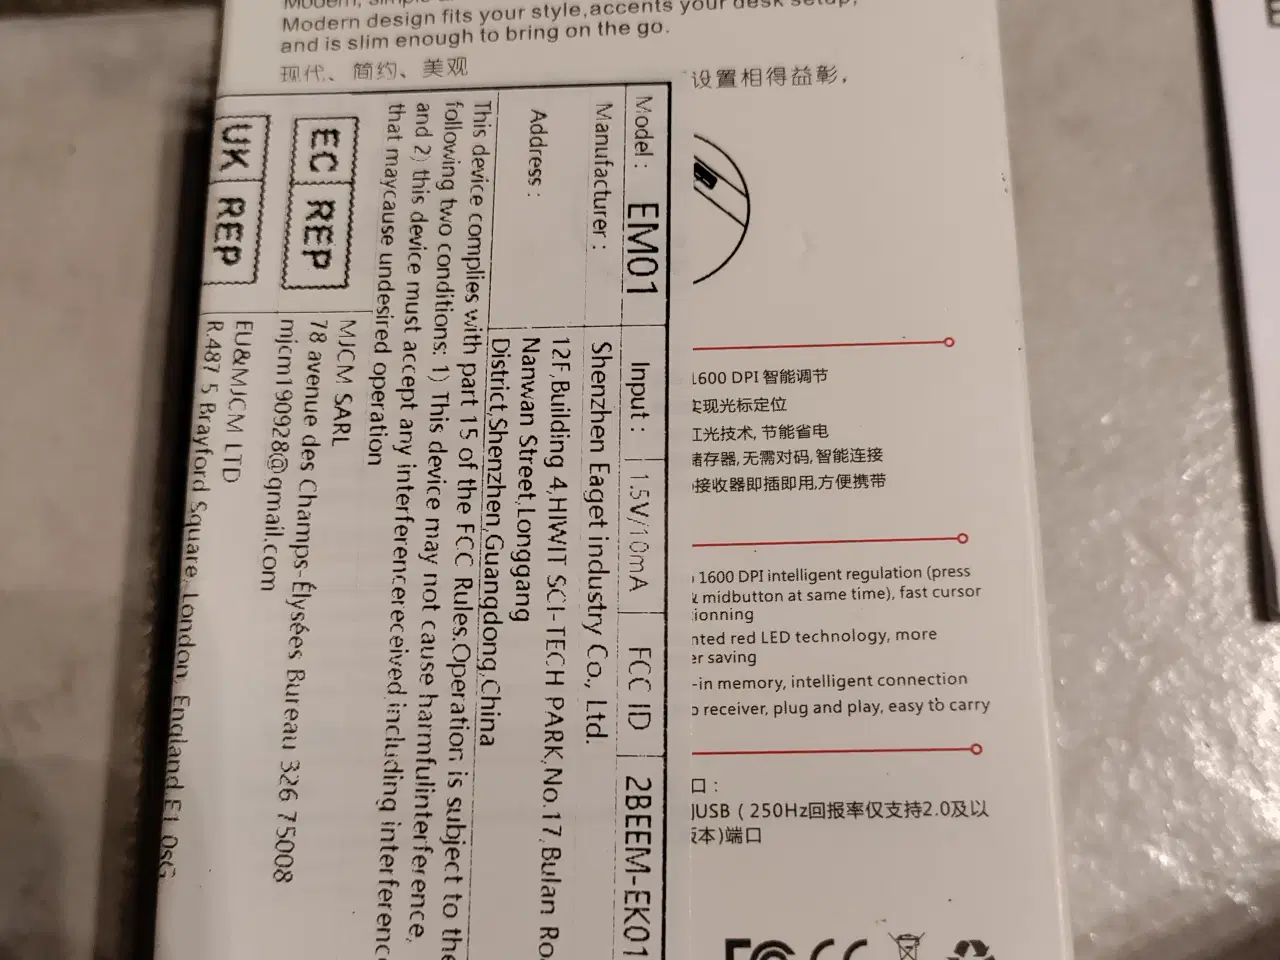 Modern design fits your style,accents your desk setup,
and is slim enough to bring on the go.
现代、简约、美观
设置相得益彰，
Model : EM01 Input : 1.5V/10mA FCC ID 2BEEM-EK01
Manufacturer : Shenzhen Eaget industry Co., Ltd.
Address : 12F,Building 4,HIWIT SCI-TECH PARK,No.17, Bulan Ro
Nanwan Street,Longgang
District,Shenzhen,Guangdong,China
This device complies with part 15 of the FCC Rules.Operation is subject to the
following two conditions: 1) This device may not cause harmfulinterference,
and 2) this device must accept any interferencereceived,including interferenc
that maycause undesired operation
EC REP
MJCM SARL
78 avenue des Champs-Élysées Bureau 326 75008
mjcm190928@gmail.com
UK REP
EU&MJCM LTD
R.487 5 Brayford Square, London, England,E1 0SG
1600 DPI 智能调节
实现光标定位
红光技术, 节能省电
储存器,无需对码,智能连接
接收器即插即用,方便携带
1600 DPI intelligent regulation (press
& midbutton at same time), fast cursor
ionning
nted red LED technology, more
er saving
-in memory, intelligent connection
o receiver, plug and play, easy to carry
口：
USB（250Hz回报率仅支持2.0及以
版本)端口
FC CE